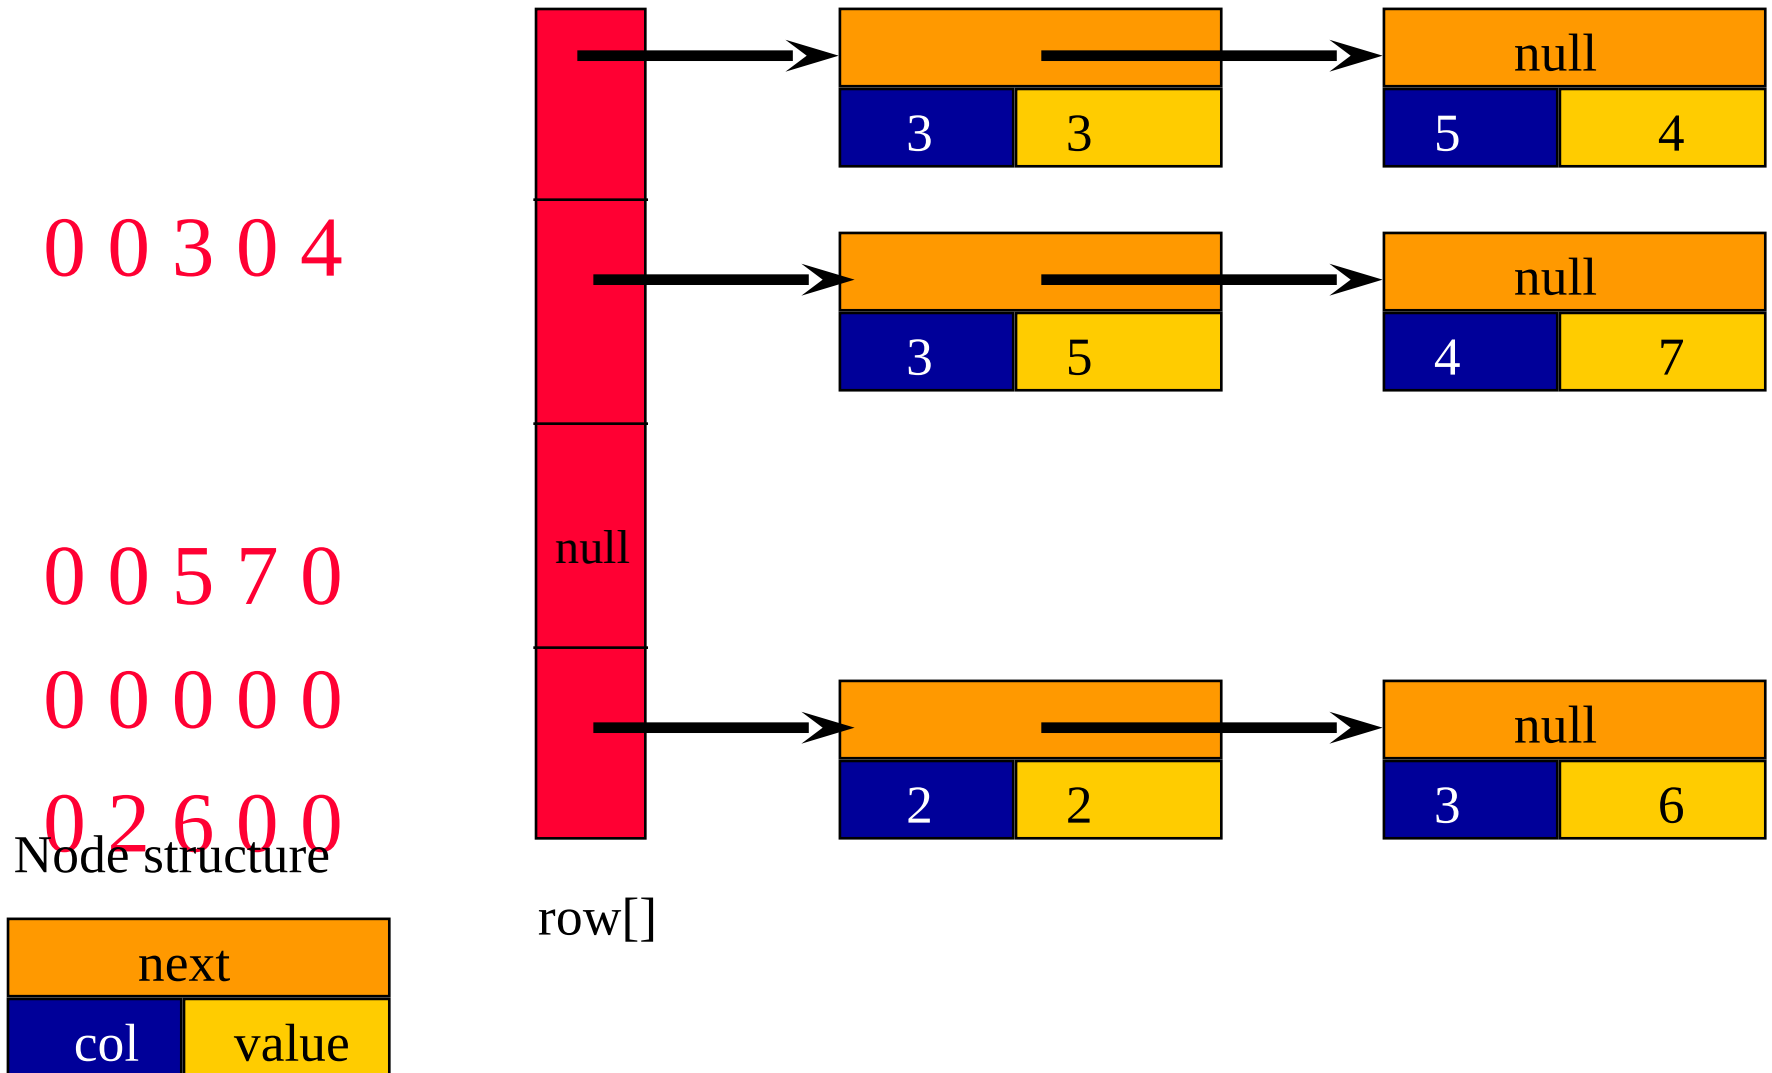 null
3 3 5 4
0 0 3 0 4
null
3 5 4 7
null
0 0 5 7 0
0 0 0 0 0
null
0 2 6 0 0
2 2 3 6
Node structure
row[]
next
col value